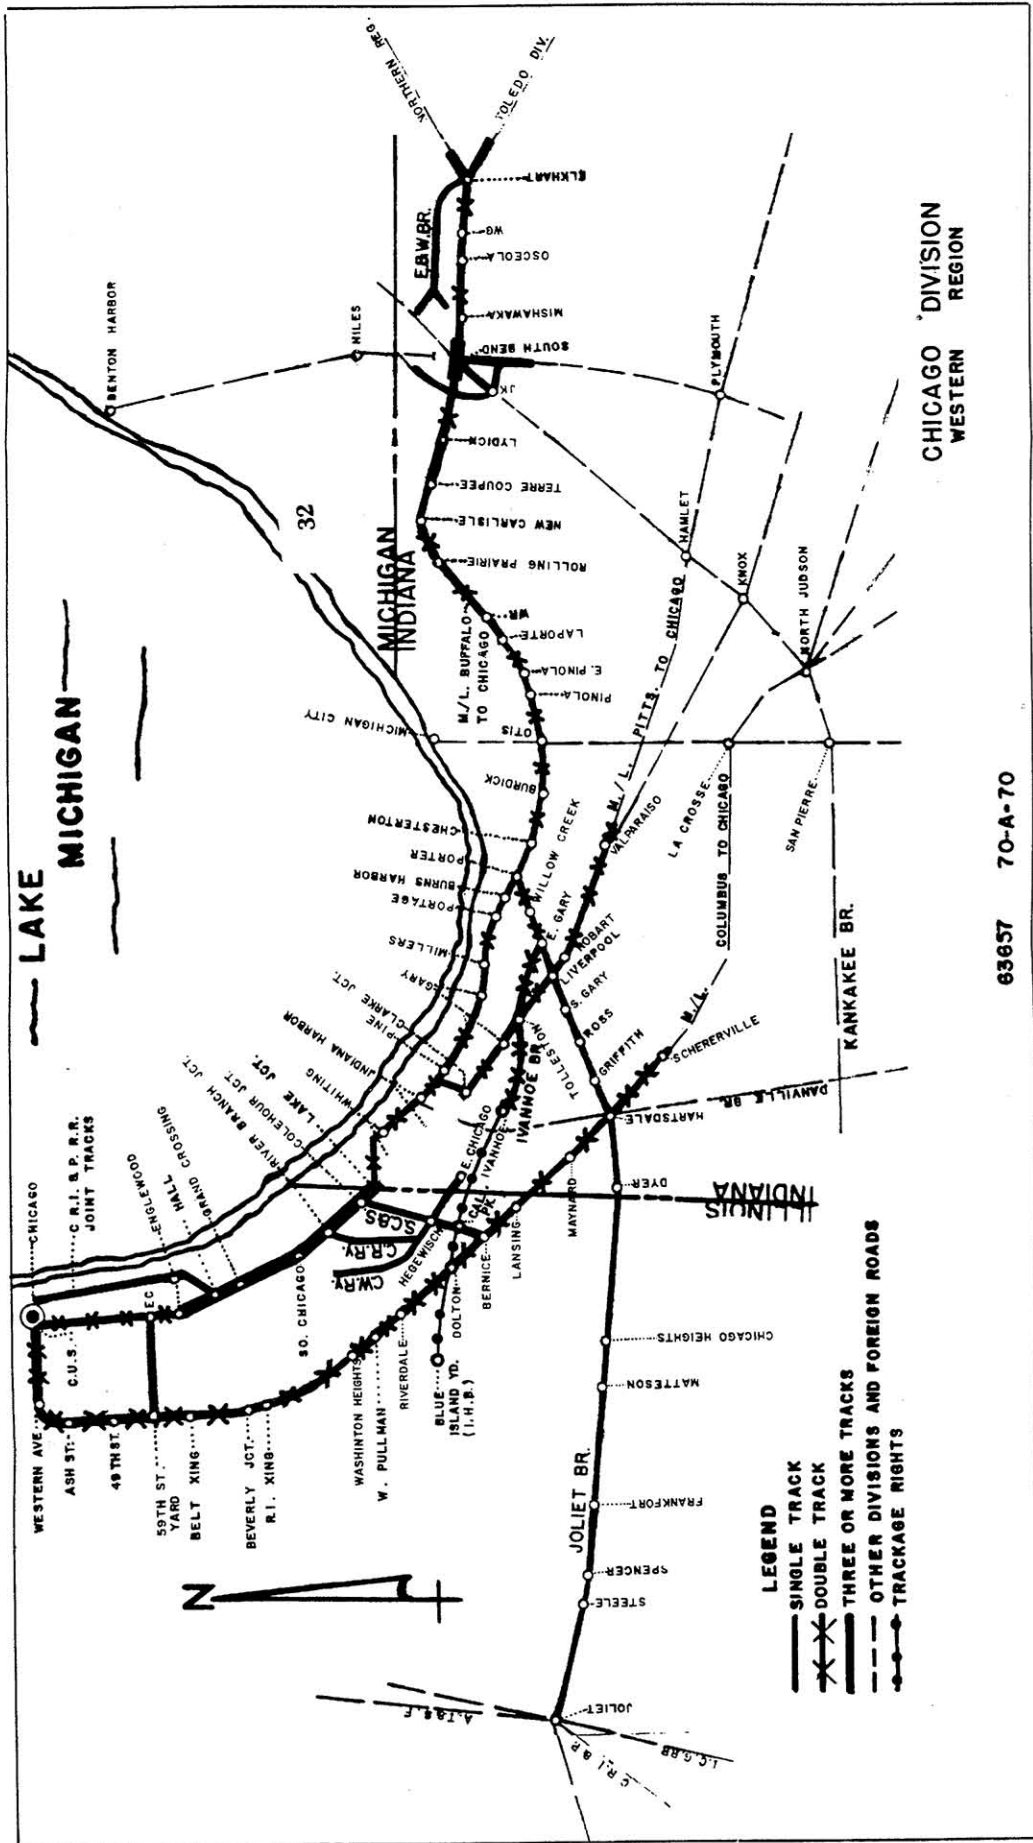 LAKE
MICHIGAN
32
CHICAGO
C.R.I. & P. R.R.
JOINT TRACKS
ENGLEWOOD
HALL
GRAND CROSSING
RIVER BRANCH JCT.
COLEHOUR JCT.
LAKE JCT.
WHITING
INDIANA HARBOR
PINE
CLARKE JCT.
GARY
MILLERS
PORTAGE
BURNS HARBOR
PORTER
CHESTERTON
BURDICK
MICHIGAN CITY
OTIS
PINOLA
E. PINOLA
LAPORTE
WR
M./L. BUFFALO
TO CHICAGO
ROLLING PRAIRIE
NEW CARLISLE
TERRE COUPEE
LYDICK
JK
SOUTH BEND
MISHAWAKA
OSCEOLA
WG
ELKHART
E.&W. BR.
NORTHERN REG.
TOLEDO DIV.
BENTON HARBOR
NILES
MICHIGAN
INDIANA
WESTERN AVE.
C.U.S.
ASH ST.
49TH ST.
EC
59TH ST.
YARD
BELT XING
BEVERLY JCT.
R.I. XING
SO. CHICAGO
WASHINTON HEIGHTS
W. PULLMAN
RIVERDALE
BLUE
ISLAND YD.
(I.H.B.)
DOLTON
C.W.Ry.
C.R.Ry.
S.C.&S
HEGEWISCH
E. CHICAGO
CAL.
PK.
IVANHOE
IVANHOE BR.
BERNICE
LANSING
MAYNARD
TOLLESTON
WILLOW CREEK
E. GARY
LIVERPOOL
HOBART
S. GARY
ROSS
GRIFFITH
HARTSDALE
SCHERERVILLE
DYER
ILLINOIS
INDIANA
VALPARAISO
M./L. PITTS. TO CHICAGO
M./L. COLUMBUS TO CHICAGO
DANVILLE BR.
KANKAKEE BR.
LA CROSSE
SAN PIERRE
NORTH JUDSON
KNOX
HAMLET
PLYMOUTH
CHICAGO HEIGHTS
MATTESON
JOLIET BR.
FRANKFORT
SPENCER
STEELE
JOLIET
A.T.&S.F.
C.R.I. & P.
I.C.G. RR
N
LEGEND
SINGLE TRACK
DOUBLE TRACK
THREE OR MORE TRACKS
OTHER DIVISIONS AND FOREIGN ROADS
TRACKAGE RIGHTS
CHICAGO DIVISION
WESTERN REGION
63657 70-A-70